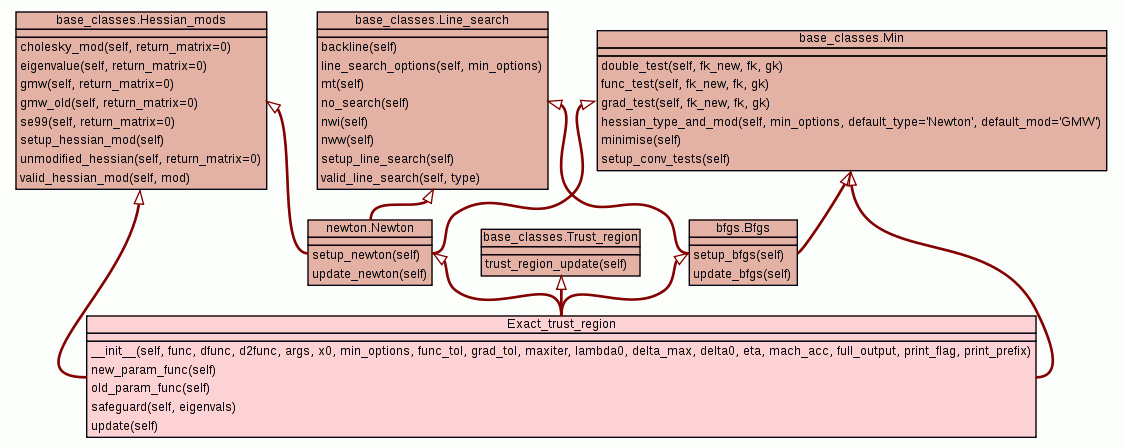 base_classes.Hessian_mods
cholesky_mod(self, return_matrix=0)
eigenvalue(self, return_matrix=0)
gmw(self, return_matrix=0)
gmw_old(self, return_matrix=0)
se99(self, return_matrix=0)
setup_hessian_mod(self)
unmodified_hessian(self, return_matrix=0)
valid_hessian_mod(self, mod)
base_classes.Line_search
backline(self)
line_search_options(self, min_options)
mt(self)
no_search(self)
nwi(self)
nww(self)
setup_line_search(self)
valid_line_search(self, type)
base_classes.Min
double_test(self, fk_new, fk, gk)
func_test(self, fk_new, fk, gk)
grad_test(self, fk_new, fk, gk)
hessian_type_and_mod(self, min_options, default_type='Newton', default_mod='GMW')
minimise(self)
setup_conv_tests(self)
newton.Newton
setup_newton(self)
update_newton(self)
base_classes.Trust_region
trust_region_update(self)
bfgs.Bfgs
setup_bfgs(self)
update_bfgs(self)
Exact_trust_region
__init__(self, func, dfunc, d2func, args, x0, min_options, func_tol, grad_tol, maxiter, lambda0, delta_max, delta0, eta, mach_acc, full_output, print_flag, print_prefix)
new_param_func(self)
old_param_func(self)
safeguard(self, eigenvals)
update(self)